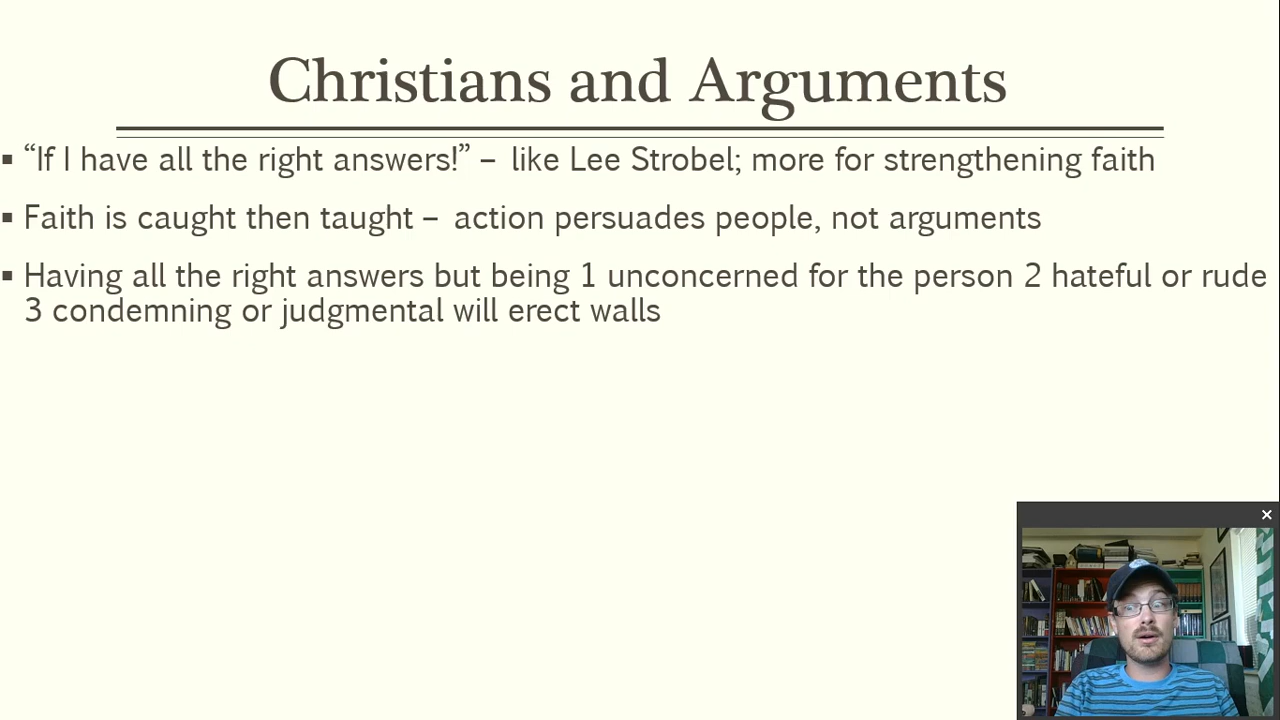 Christians and Arguments
▪ “If I have all the right answers!” – like Lee Strobel; more for strengthening faith
▪ Faith is caught then taught – action persuades people, not arguments
▪ Having all the right answers but being 1 unconcerned for the person 2 hateful or rude
3 condemning or judgmental will erect walls